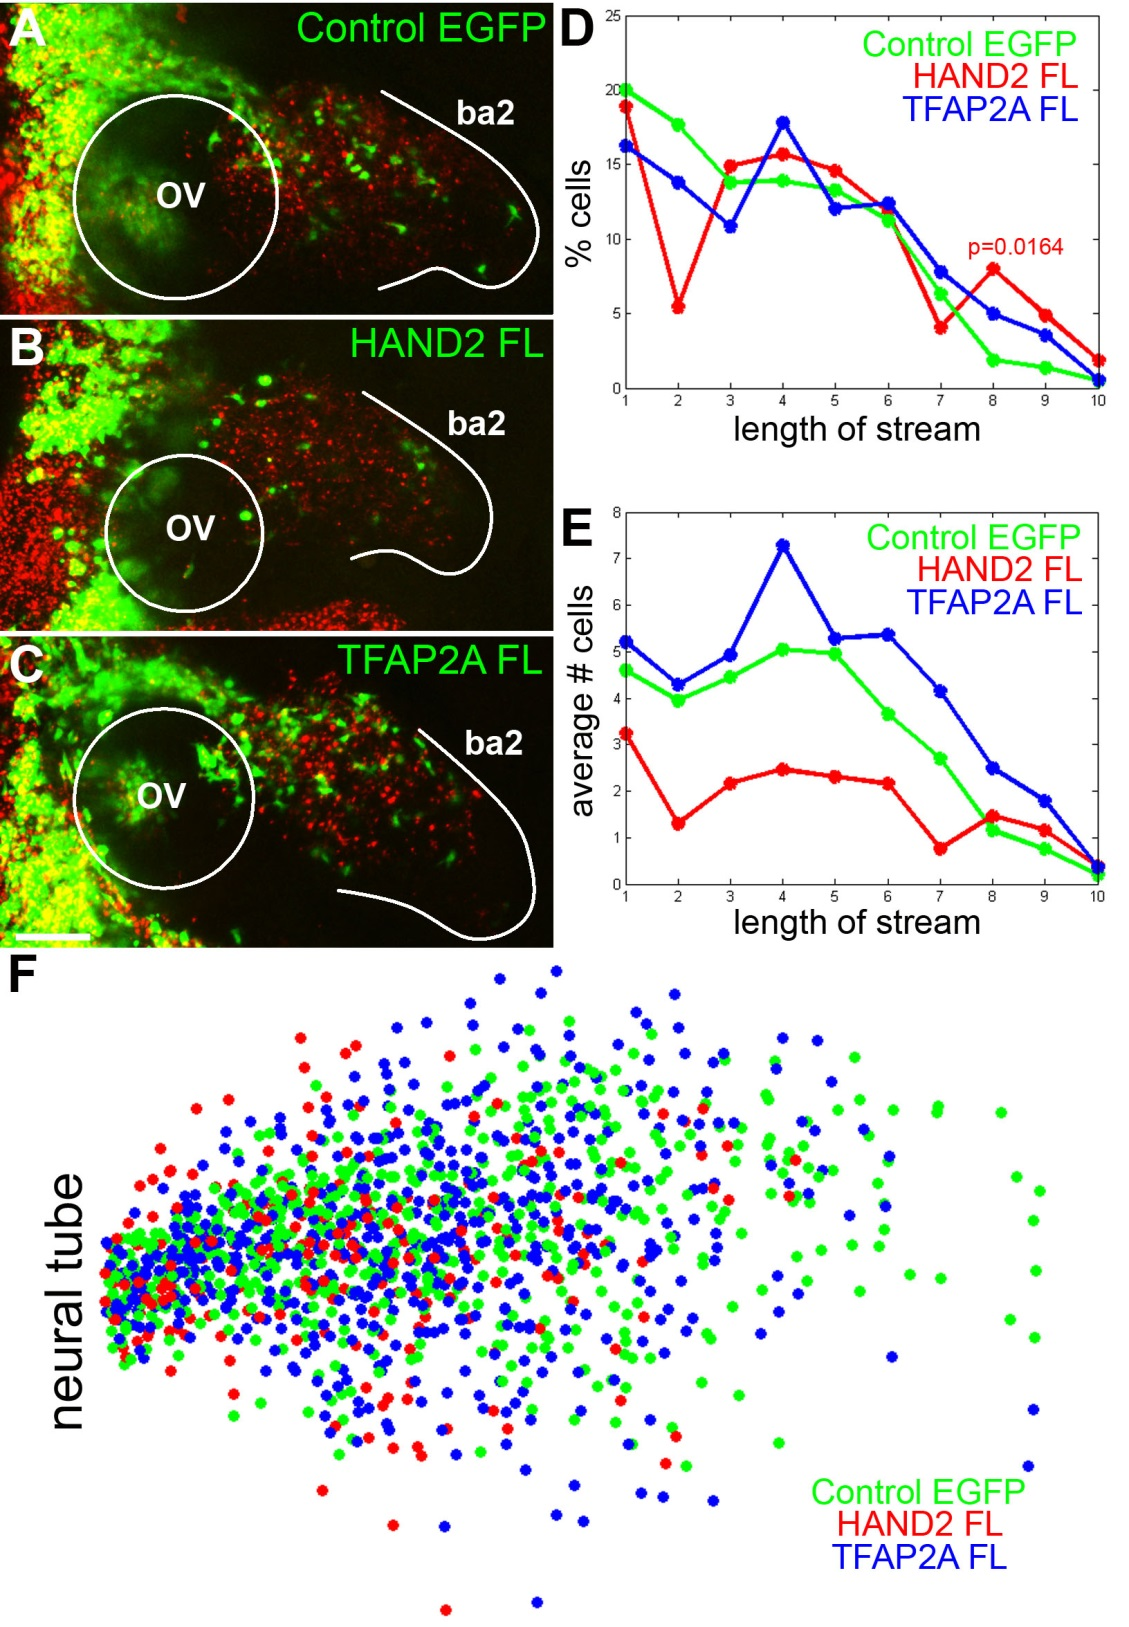 A
Control EGFP
ba2
OV
B
HAND2 FL
ba2
OV
C
TFAP2A FL
ba2
OV
D
25
20
15
10
5
0
% cells
Control EGFP
HAND2 FL
TFAP2A FL
p=0.0164
1 2 3 4 5 6 7 8 9 10
length of stream
E
8
7
6
5
4
3
2
1
0
average # cells
Control EGFP
HAND2 FL
TFAP2A FL
1 2 3 4 5 6 7 8 9 10
length of stream
F
neural tube
Control EGFP
HAND2 FL
TFAP2A FL